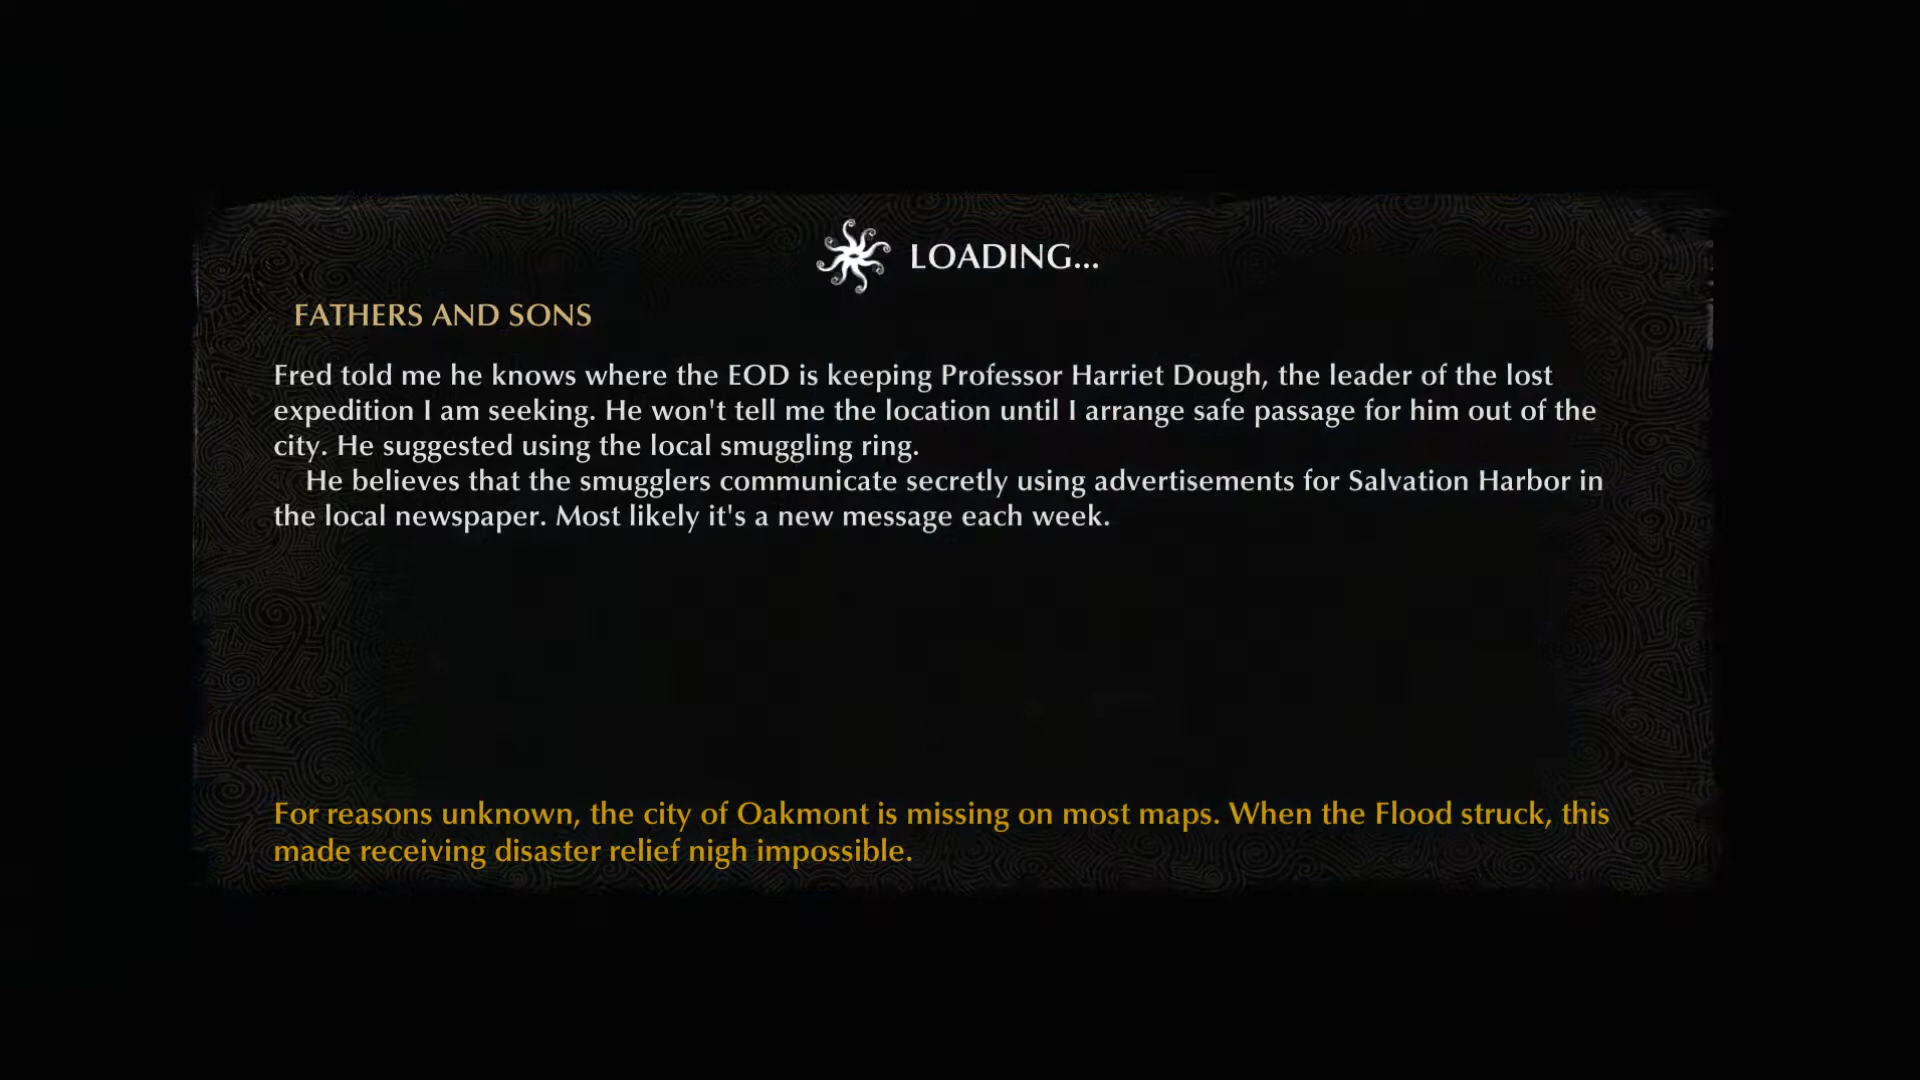 LOADING...
FATHERS AND SONS
Fred told me he knows where the EOD is keeping Professor Harriet Dough, the leader of the lost
expedition I am seeking. He won't tell me the location until I arrange safe passage for him out of the
city. He suggested using the local smuggling ring.
He believes that the smugglers communicate secretly using advertisements for Salvation Harbor in
the local newspaper. Most likely it's a new message each week.
For reasons unknown, the city of Oakmont is missing on most maps. When the Flood struck, this
made receiving disaster relief nigh impossible.